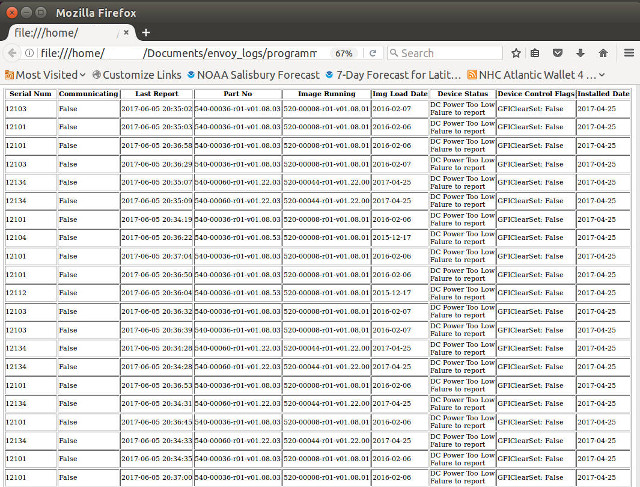 Mozilla Firefox
file:///home/ /
file:///home/ /Documents/envoy_logs/programm 67% Search
Most Visited Customize Links NOAA Salisbury Forecast 7-Day Forecast for Latit... NHC Atlantic Wallet 4 ...
Serial Num Communicating Last Report Part No Image Running Img Load Date Device Status Device Control Flags Installed Date
12103 False 2017-06-05 20:35:02 540-00036-r01-v01.08.03 520-00008-r01-v01.08.01 2016-02-07 DC Power Too Low Failure to report GFIClearSet: False 2017-04-25
12101 False 2017-06-05 20:35:03 540-00036-r01-v01.08.03 520-00008-r01-v01.08.01 2016-02-06 DC Power Too Low Failure to report GFIClearSet: False 2017-04-25
12101 False 2017-06-05 20:36:58 540-00036-r01-v01.08.03 520-00008-r01-v01.08.01 2016-02-06 DC Power Too Low Failure to report GFIClearSet: False 2017-04-25
12103 False 2017-06-05 20:36:29 540-00036-r01-v01.08.03 520-00008-r01-v01.08.01 2016-02-07 DC Power Too Low Failure to report GFIClearSet: False 2017-04-25
12134 False 2017-06-05 20:35:07 540-00060-r01-v01.22.03 520-00044-r01-v01.22.00 2017-04-25 DC Power Too Low Failure to report GFIClearSet: False 2017-04-25
12134 False 2017-06-05 20:35:09 540-00060-r01-v01.22.03 520-00044-r01-v01.22.00 2017-04-25 DC Power Too Low Failure to report GFIClearSet: False 2017-04-25
12101 False 2017-06-05 20:34:19 540-00036-r01-v01.08.03 520-00008-r01-v01.08.01 2016-02-06 DC Power Too Low Failure to report GFIClearSet: False 2017-04-25
12104 False 2017-06-05 20:36:22 540-00036-r01-v01.08.53 520-00008-r01-v01.08.01 2015-12-17 DC Power Too Low Failure to report GFIClearSet: False 2017-04-25
12101 False 2017-06-05 20:37:04 540-00036-r01-v01.08.03 520-00008-r01-v01.08.01 2016-02-06 DC Power Too Low Failure to report GFIClearSet: False 2017-04-25
12101 False 2017-06-05 20:36:50 540-00036-r01-v01.08.03 520-00008-r01-v01.08.01 2016-02-06 DC Power Too Low Failure to report GFIClearSet: False 2017-04-25
12112 False 2017-06-05 20:36:04 540-00036-r01-v01.08.53 520-00008-r01-v01.08.01 2015-12-17 DC Power Too Low Failure to report GFIClearSet: False 2017-04-25
12103 False 2017-06-05 20:36:32 540-00036-r01-v01.08.03 520-00008-r01-v01.08.01 2016-02-07 DC Power Too Low Failure to report GFIClearSet: False 2017-04-25
12103 False 2017-06-05 20:36:39 540-00036-r01-v01.08.03 520-00008-r01-v01.08.01 2016-02-07 DC Power Too Low Failure to report GFIClearSet: False 2017-04-25
12134 False 2017-06-05 20:34:28 540-00060-r01-v01.22.03 520-00044-r01-v01.22.00 2017-04-25 DC Power Too Low Failure to report GFIClearSet: False 2017-04-25
12134 False 2017-06-05 20:34:28 540-00060-r01-v01.22.03 520-00044-r01-v01.22.00 2017-04-25 DC Power Too Low Failure to report GFIClearSet: False 2017-04-25
12101 False 2017-06-05 20:36:53 540-00036-r01-v01.08.03 520-00008-r01-v01.08.01 2016-02-06 DC Power Too Low Failure to report GFIClearSet: False 2017-04-25
12134 False 2017-06-05 20:34:31 540-00060-r01-v01.22.03 520-00044-r01-v01.22.00 2017-04-25 DC Power Too Low Failure to report GFIClearSet: False 2017-04-25
12101 False 2017-06-05 20:36:45 540-00036-r01-v01.08.03 520-00008-r01-v01.08.01 2016-02-06 DC Power Too Low Failure to report GFIClearSet: False 2017-04-25
12134 False 2017-06-05 20:34:33 540-00060-r01-v01.22.03 520-00044-r01-v01.22.00 2017-04-25 DC Power Too Low Failure to report GFIClearSet: False 2017-04-25
12101 False 2017-06-05 20:34:35 540-00036-r01-v01.08.03 520-00008-r01-v01.08.01 2016-02-06 DC Power Too Low Failure to report GFIClearSet: False 2017-04-25
12101 False 2017-06-05 20:37:00 540-00036-r01-v01.08.03 520-00008-r01-v01.08.01 2016-02-06 DC Power Too Low Failure to report GFIClearSet: False 2017-04-25